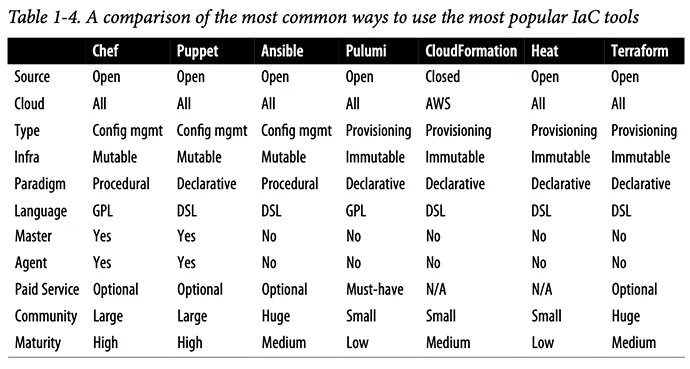 Table 1-4. A comparison of the most common ways to use the most popular IaC tools
Chef Puppet Ansible Pulumi CloudFormation Heat Terraform
Source Open Open Open Open Closed Open Open
Cloud All All All All AWS All All
Type Config mgmt Config mgmt Config mgmt Provisioning Provisioning Provisioning Provisioning
Infra Mutable Mutable Mutable Immutable Immutable Immutable Immutable
Paradigm Procedural Declarative Procedural Declarative Declarative Declarative Declarative
Language GPL DSL DSL GPL DSL DSL DSL
Master Yes Yes No No No No No
Agent Yes Yes No No No No No
Paid Service Optional Optional Optional Must-have N/A N/A Optional
Community Large Large Huge Small Small Small Huge
Maturity High High Medium Low Medium Low Medium